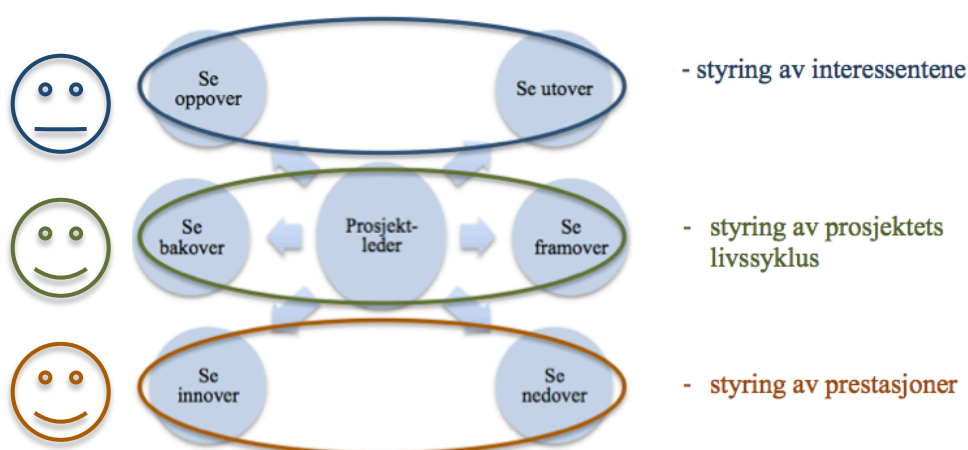 Se
oppover
Se utover
- styring av interessentene
Se
bakover
Prosjekt-
leder
Se
framover
- styring av prosjektets
livssyklus
Se
innover
Se
nedover
- styring av prestasjoner